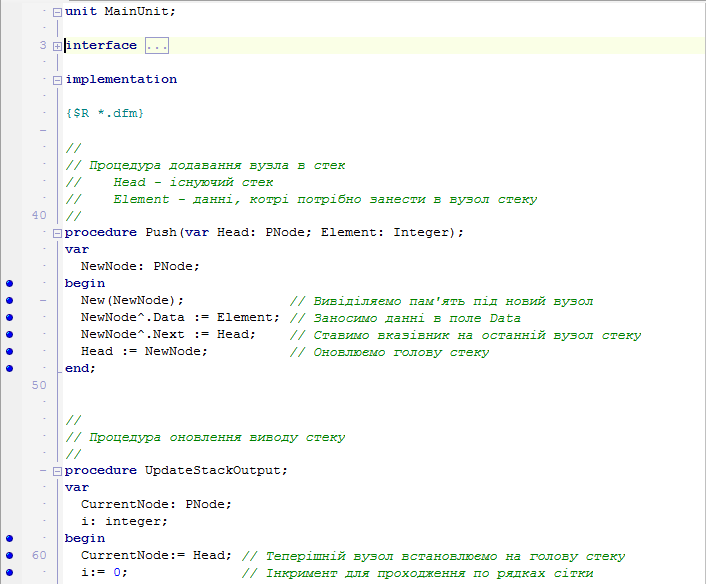 unit MainUnit;
3 interface ...
implementation
{$R *.dfm}
//
// Процедура додавання вузла в стек
//    Head - існуючий стек
//    Element - данні, котрі потрібно занести в вузол стеку
40 //
procedure Push(var Head: PNode; Element: Integer);
var
  NewNode: PNode;
begin
  New(NewNode);             // Вивіділяємо пам'ять під новий вузол
  NewNode^.Data := Element; // Заносимо данні в поле Data
  NewNode^.Next := Head;    // Ставимо вказівник на останній вузол стеку
  Head := NewNode;          // Оновлюємо голову стеку
end;
50
//
// Процедура оновлення виводу стеку
//
procedure UpdateStackOutput;
var
  CurrentNode: PNode;
  i: integer;
begin
60   CurrentNode:= Head; // Теперішній вузол встановлюємо на голову стеку
  i:= 0;              // Інкримент для проходження по рядках сітки